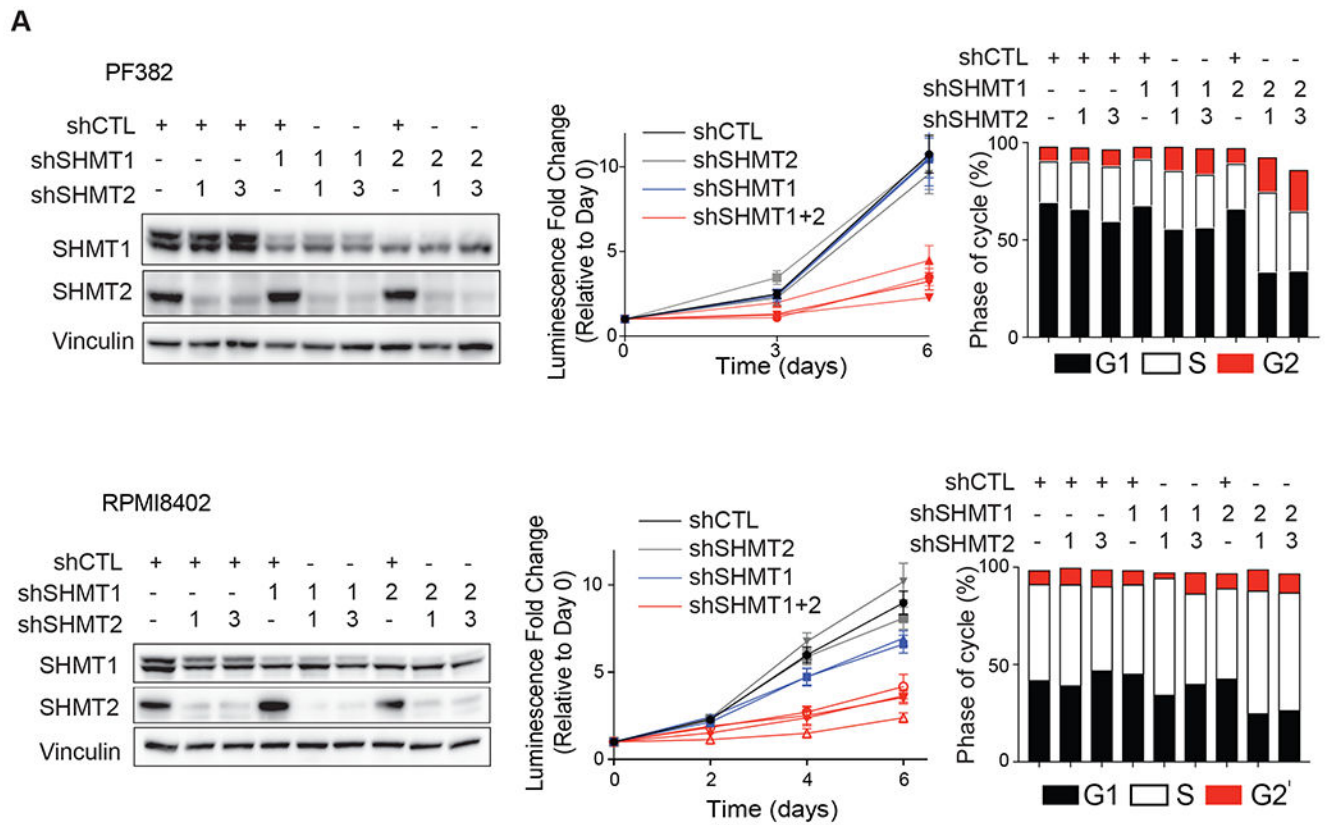 A
PF382
shCTL + + + + - - + - -
shSHMT1 - - - 1 1 1 2 2 2
shSHMT2 - 1 3 - 1 3 - 1 3
SHMT1
SHMT2
Vinculin
Luminescence Fold Change
(Relative to Day 0)
10
5
0
0 3 6
Time (days)
shCTL
shSHMT2
shSHMT1
shSHMT1+2
shCTL + + + + - - + - -
shSHMT1 - - - 1 1 1 2 2 2
shSHMT2 - 1 3 - 1 3 - 1 3
Phase of cycle (%)
100
50
0
G1 S G2
RPMI8402
shCTL + + + + - - + - -
shSHMT1 - - - 1 1 1 2 2 2
shSHMT2 - 1 3 - 1 3 - 1 3
SHMT1
SHMT2
Vinculin
Luminescence Fold Change
(Relative to Day 0)
10
5
0
0 2 4 6
Time (days)
shCTL
shSHMT2
shSHMT1
shSHMT1+2
shCTL + + + + - - + - -
shSHMT1 - - - 1 1 1 2 2 2
shSHMT2 - 1 3 - 1 3 - 1 3
Phase of cycle (%)
100
50
0
G1 S G2'